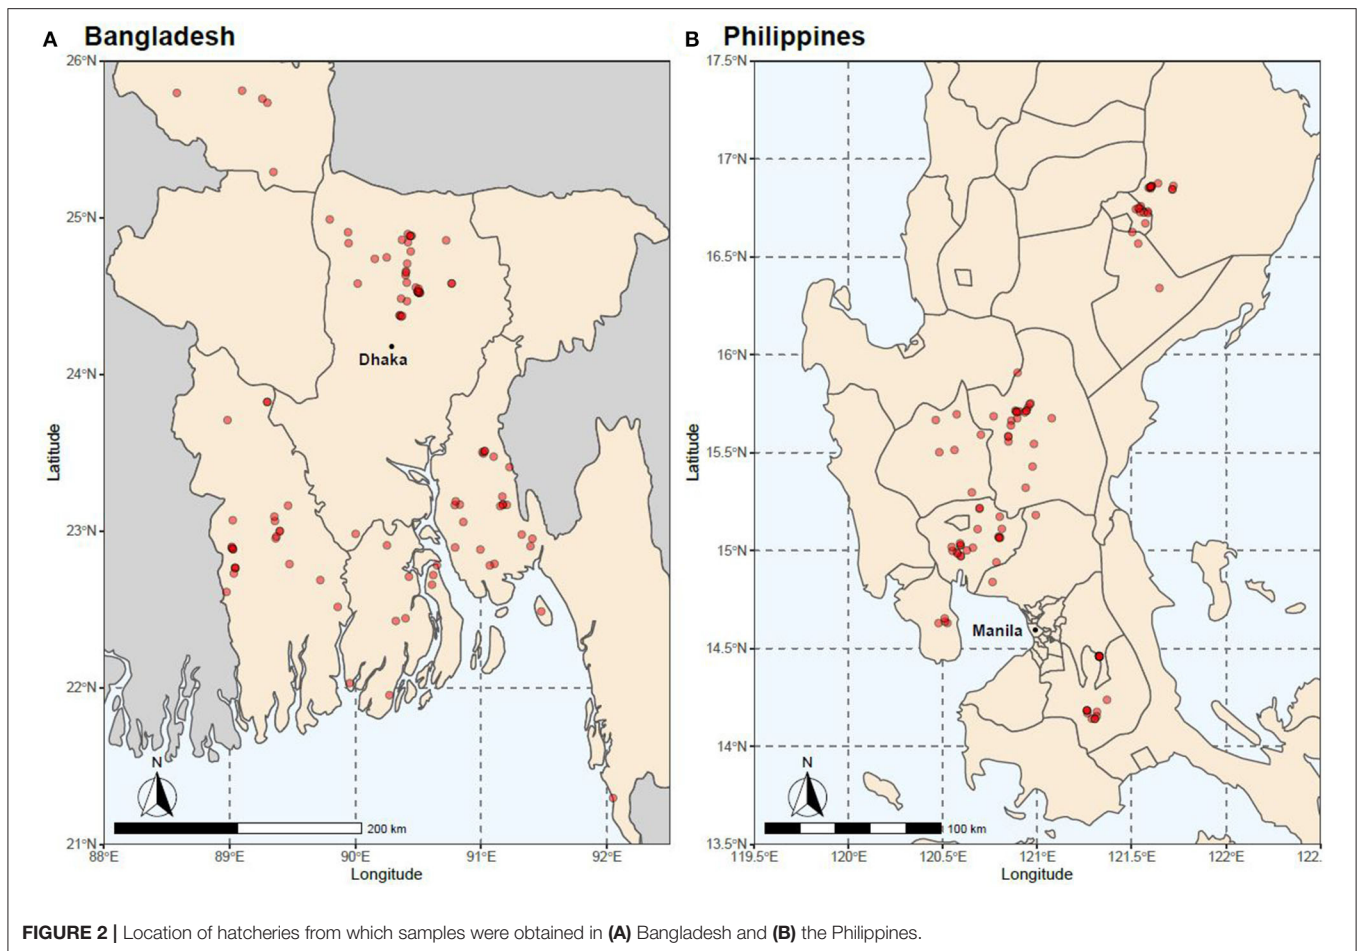 A Bangladesh
26°N
25°N
24°N
23°N
22°N
21°N
Latitude
Dhaka
N
200 km
88°E 89°E 90°E 91°E 92°E
Longitude
B Philippines
17.5°N
17°N
16.5°N
16°N
15.5°N
15°N
14.5°N
14°N
13.5°N
Latitude
Manila
N
100 km
119.5°E 120°E 120.5°E 121°E 121.5°E 122°E 122.
Longitude
FIGURE 2 | Location of hatcheries from which samples were obtained in (A) Bangladesh and (B) the Philippines.